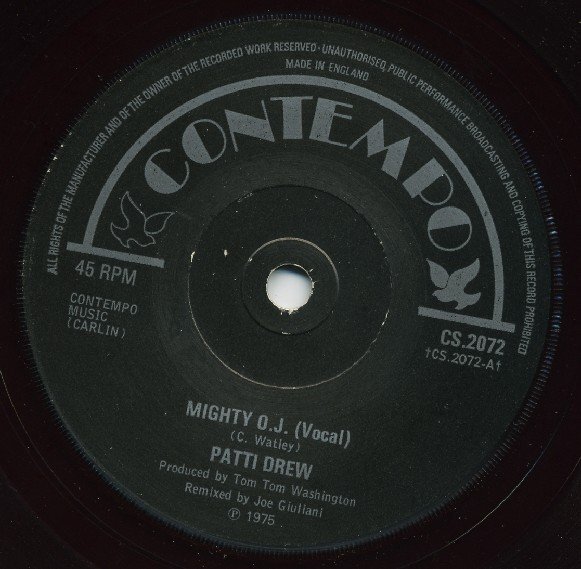 ALL RIGHTS OF THE MANUFACTURER AND OF THE OWNER OF THE RECORDED WORK RESERVED · UNAUTHORISED, PUBLIC PERFORMANCE, BROADCASTING AND COPYING OF THIS RECORD PROHIBITED
MADE IN ENGLAND
CONTEMPO
45 RPM
CONTEMPO
MUSIC
(CARLIN)
CS.2072
†CS.2072-A†
MIGHTY O.J. (Vocal)
(C. Watley)
PATTI DREW
Produced by Tom Tom Washington
Remixed by Joe Giuliani
℗ 1975